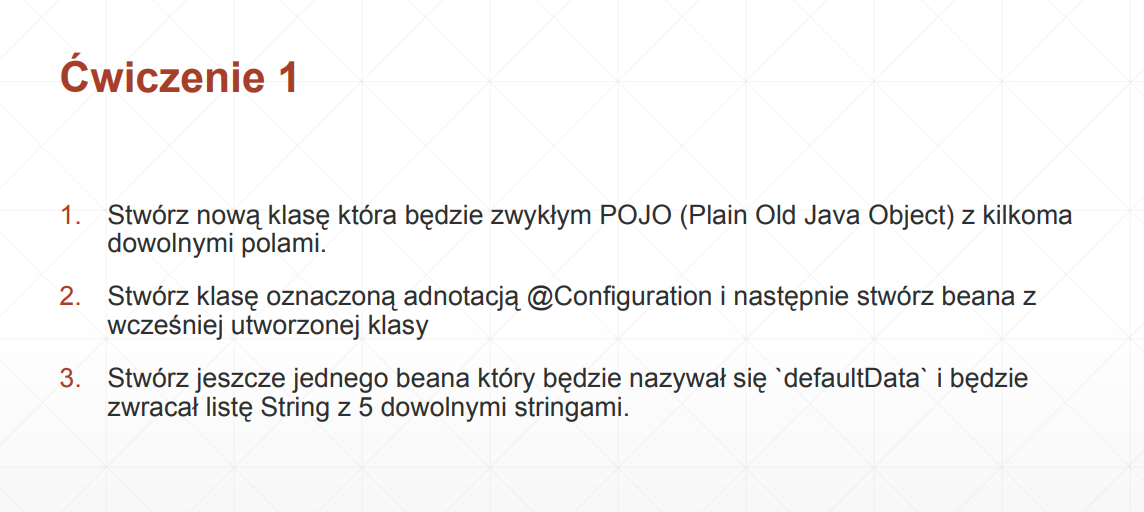 Ćwiczenie 1
1. Stwórz nową klasę która będzie zwykłym POJO (Plain Old Java Object) z kilkoma
dowolnymi polami.
2. Stwórz klasę oznaczoną adnotacją @Configuration i następnie stwórz beana z
wcześniej utworzonej klasy
3. Stwórz jeszcze jednego beana który będzie nazywał się `defaultData` i będzie
zwracał listę String z 5 dowolnymi stringami.